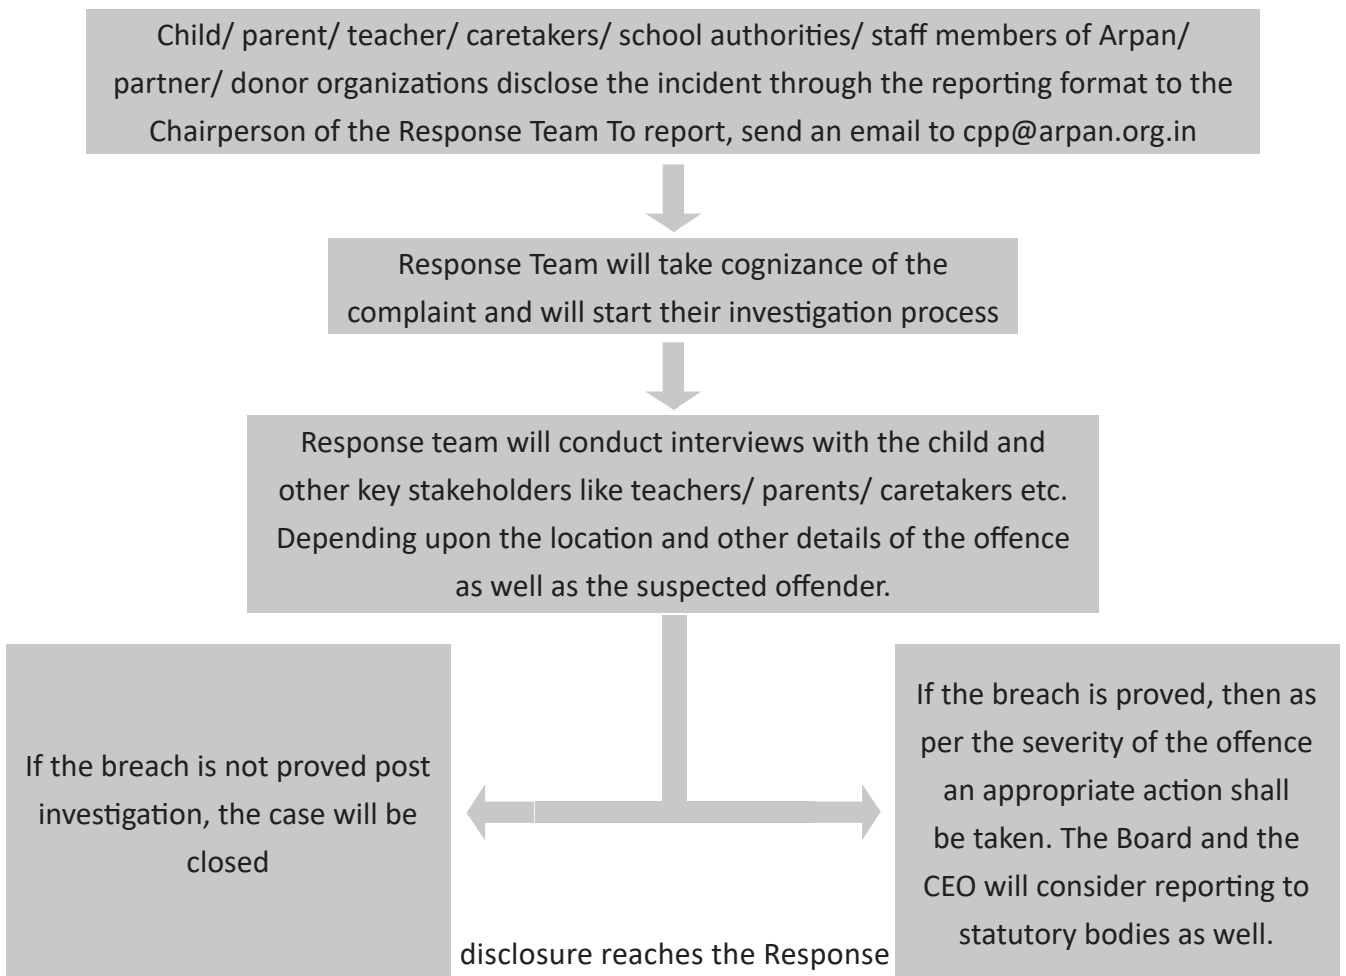 Child/ parent/ teacher/ caretakers/ school authorities/ staff members of Arpan/
partner/ donor organizations disclose the incident through the reporting format to the
Chairperson of the Response Team To report, send an email to cpp@arpan.org.in
Response Team will take cognizance of the
complaint and will start their investigation process
Response team will conduct interviews with the child and
other key stakeholders like teachers/ parents/ caretakers etc.
Depending upon the location and other details of the offence
as well as the suspected offender.
If the breach is not proved post
investigation, the case will be
closed
If the breach is proved, then as
per the severity of the offence
an appropriate action shall
be taken. The Board and the
CEO will consider reporting to
statutory bodies as well.
disclosure reaches the Response